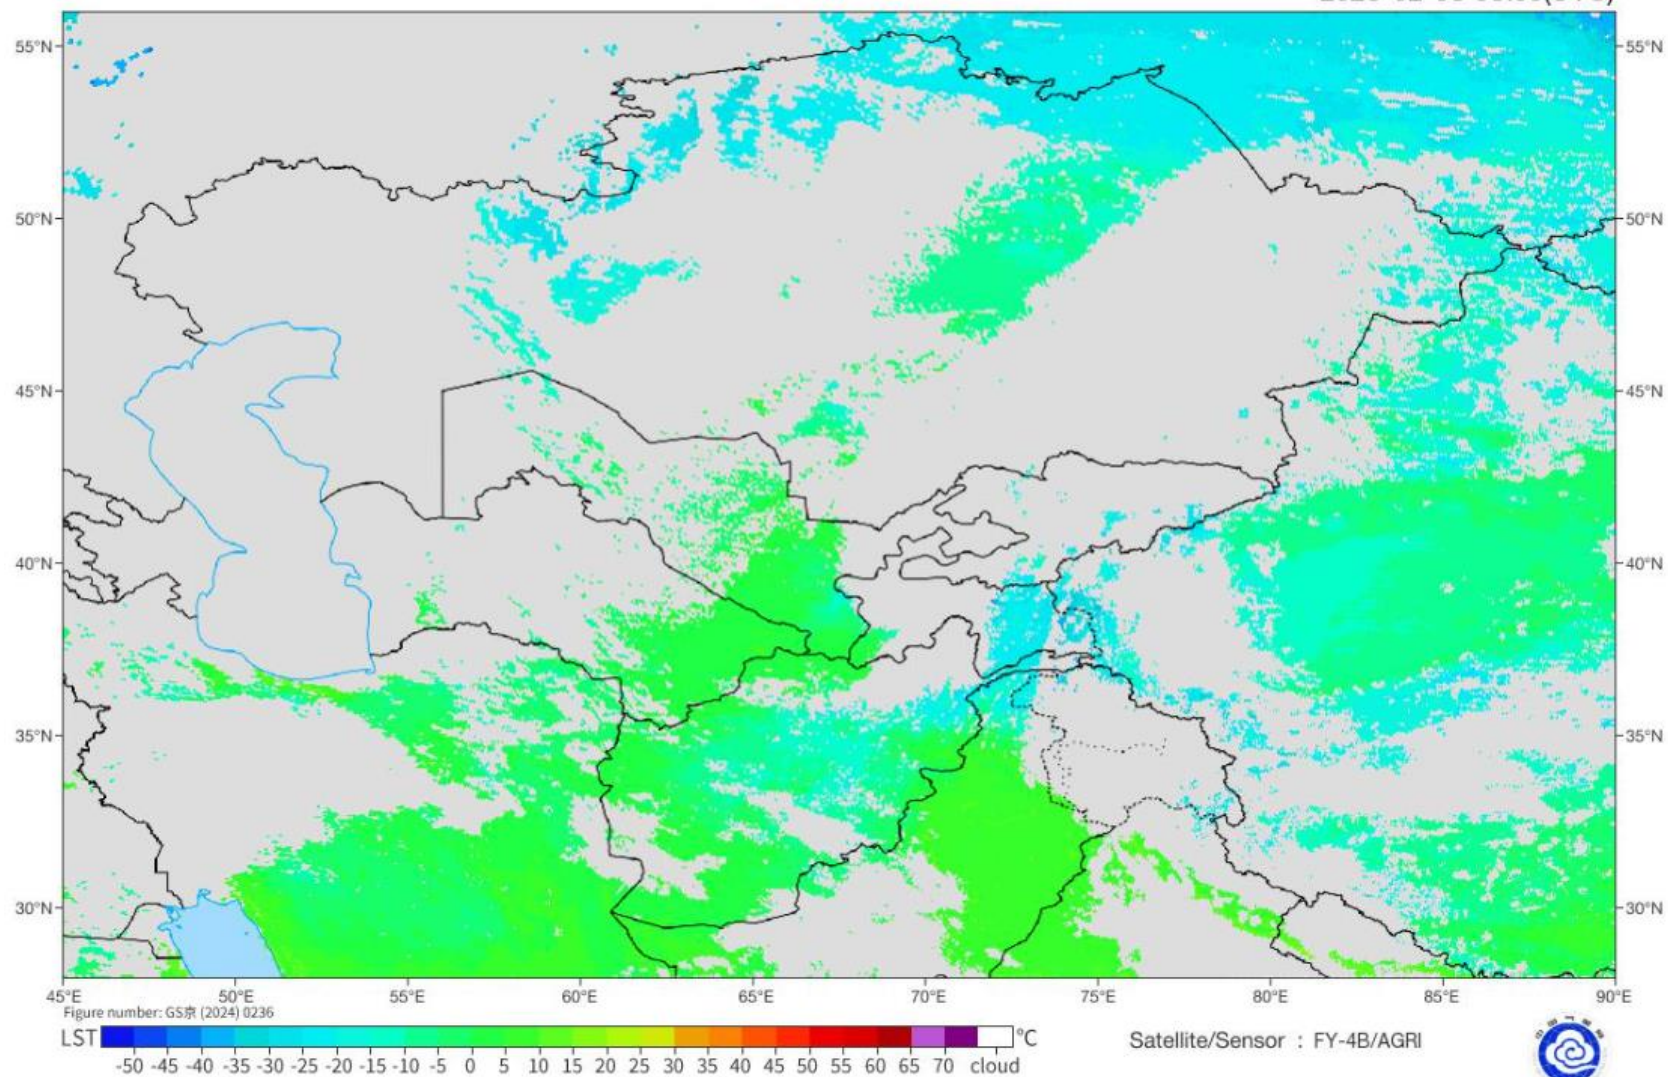 55°N 55°N
50°N 50°N
45°N 45°N
40°N 40°N
35°N 35°N
30°N 30°N
45°E 50°E 55°E 60°E 65°E 70°E 75°E 80°E 85°E 90°E
Figure number: GS京 (2024) 0236
LST °C
-50 -45 -40 -35 -30 -25 -20 -15 -10 -5 0 5 10 15 20 25 30 35 40 45 50 55 60 65 70 cloud
Satellite/Sensor : FY-4B/AGRI